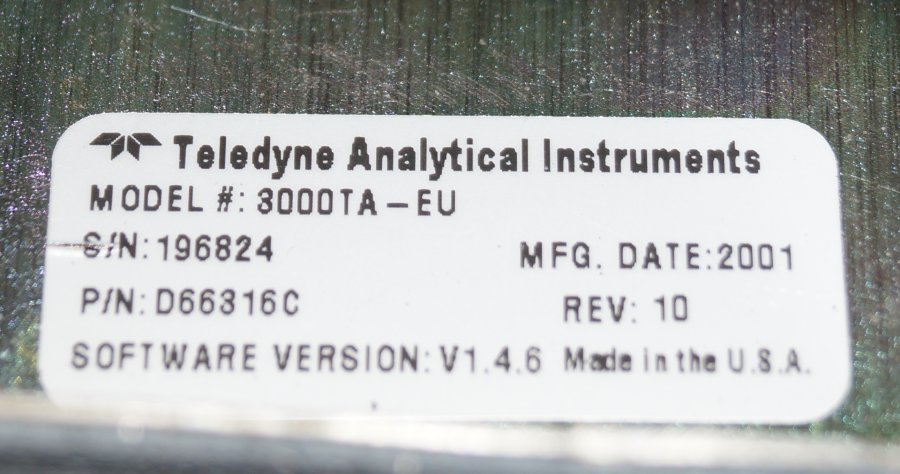 Teledyne Analytical Instruments
MODEL #: 3000TA-EU
S/N: 196824 MFG. DATE:2001
P/N: D66316C REV: 10
SOFTWARE VERSION: V1.4.6 Made in the U.S.A.